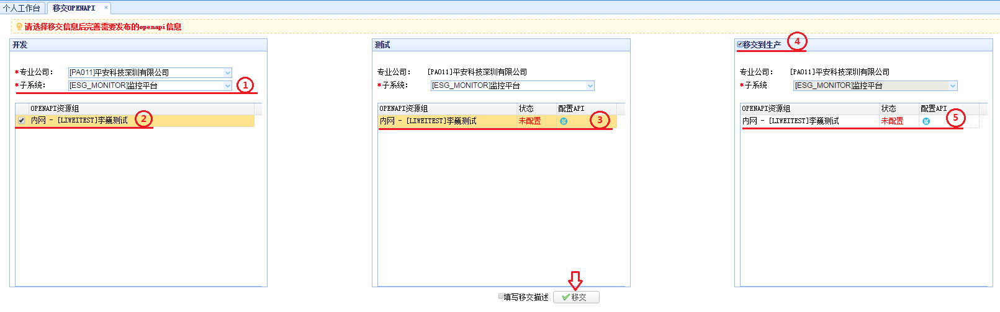 个人工作台 移交OPENAPI ×
请选择移交信息后完善需要发布的openapi信息
开发
*专业公司: [PA011]平安科技深圳有限公司
*子系统: [ESG_MONITOR]监控平台 1
OPENAPI资源组
内网 - [LIWEITEST]李巍测试 2
测试
专业公司: [PA011]平安科技深圳有限公司
*子系统: [ESG_MONITOR]监控平台
OPENAPI资源组 状态 配置API
内网 - [LIWEITEST]李巍测试 未配置 3
移交到生产 4
专业公司: [PA011]平安科技深圳有限公司
*子系统 [ESG_MONITOR]监控平台
OPENAPI资源组 状态 配置API
内网 - [LIWEITEST]李巍测试 未配置 5
填写移交描述 移交